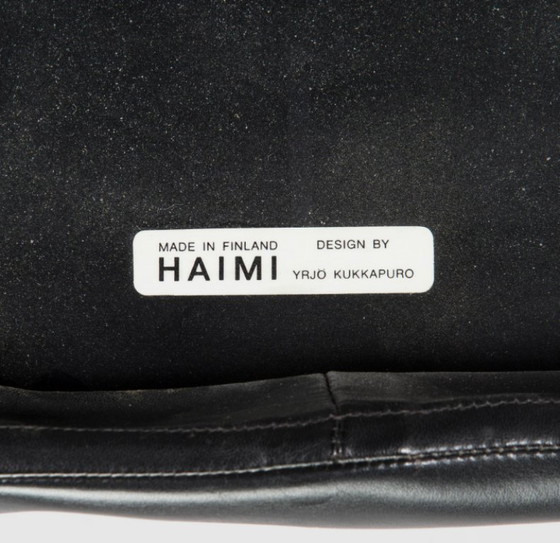 MADE IN FINLAND DESIGN BY
HAIMI YRJÖ KUKKAPURO